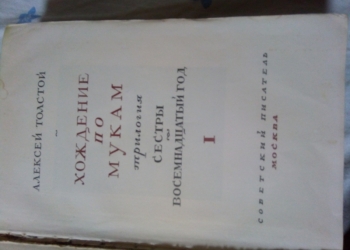 АЛЕКСЕЙ ТОЛСТОЙ
ХОЖДЕНИЕ
ПО
МУКАМ
трилогия
СЕСТРЫ
ВОСЕМНАДЦАТЫЙ ГОД
I
СОВЕТСКИЙ ПИСАТЕЛЬ
МОСКВА